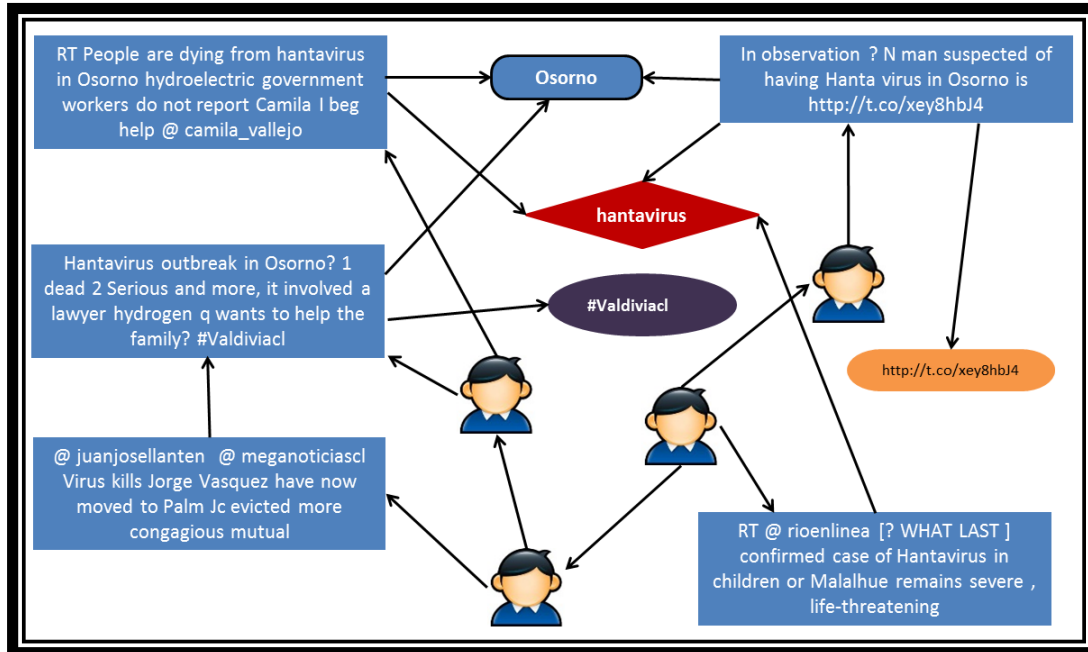 RT People are dying from hantavirus
in Osorno hydroelectric government
workers do not report Camila I beg
help @ camila_vallejo
Osorno
In observation ? N man suspected of
having Hanta virus in Osorno is
http://t.co/xey8hbJ4
hantavirus
Hantavirus outbreak in Osorno? 1
dead 2 Serious and more, it involved a
lawyer hydrogen q wants to help the
family? #Valdiviacl
#Valdiviacl
http://t.co/xey8hbJ4
@ juanjosellanten @ meganoticiascl
Virus kills Jorge Vasquez have now
moved to Palm Jc evicted more
contagious mutual
RT @ rioenlinea [? WHAT LAST ]
confirmed case of Hantavirus in
children or Malalhue remains severe ,
life-threatening